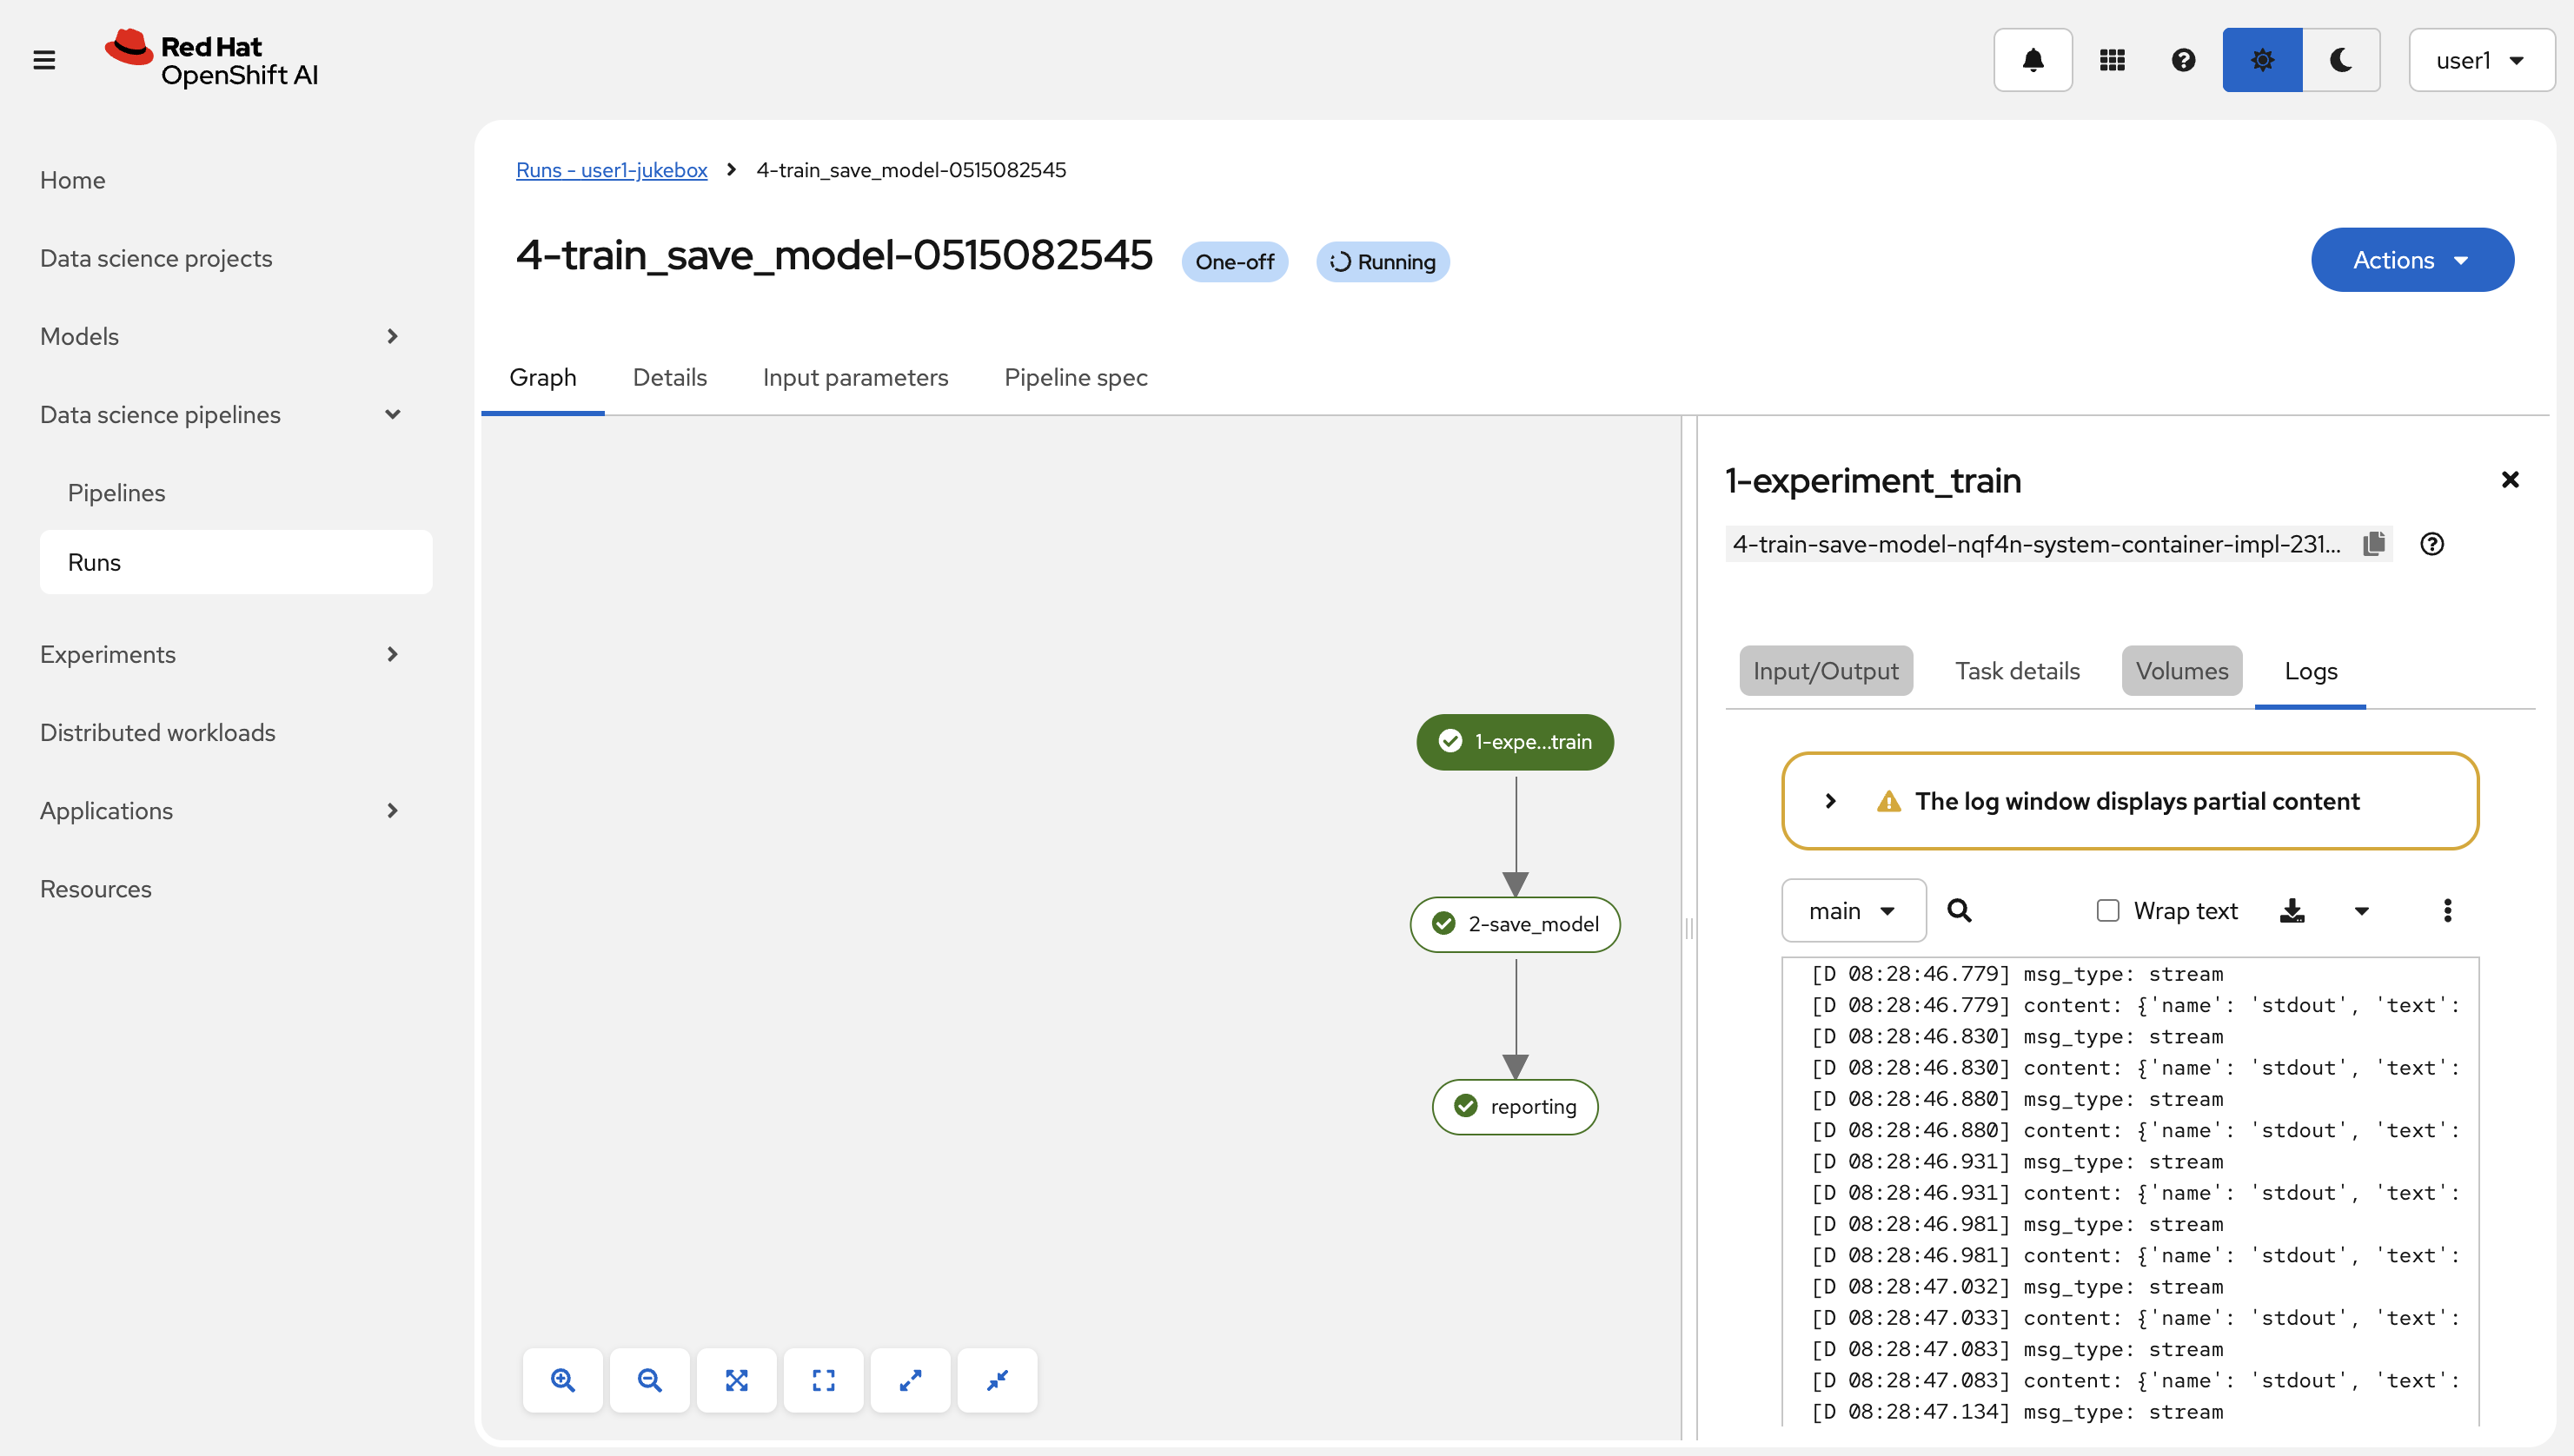 Red Hat
OpenShift AI
user1
Home
Data science projects
Models
Data science pipelines
Pipelines
Runs
Experiments
Distributed workloads
Applications
Resources
Runs - user1-jukebox
4-train_save_model-0515082545
4-train_save_model-0515082545
One-off
Running
Actions
Graph
Details
Input parameters
Pipeline spec
1-expe...train
2-save_model
reporting
1-experiment_train
4-train-save-model-nqf4n-system-container-impl-231...
Input/Output
Task details
Volumes
Logs
The log window displays partial content
main
Wrap text
[D 08:28:46.779] msg_type: stream
[D 08:28:46.779] content: {'name': 'stdout', 'text':
[D 08:28:46.830] msg_type: stream
[D 08:28:46.830] content: {'name': 'stdout', 'text':
[D 08:28:46.880] msg_type: stream
[D 08:28:46.880] content: {'name': 'stdout', 'text':
[D 08:28:46.931] msg_type: stream
[D 08:28:46.931] content: {'name': 'stdout', 'text':
[D 08:28:46.981] msg_type: stream
[D 08:28:46.981] content: {'name': 'stdout', 'text':
[D 08:28:47.032] msg_type: stream
[D 08:28:47.033] content: {'name': 'stdout', 'text':
[D 08:28:47.083] msg_type: stream
[D 08:28:47.083] content: {'name': 'stdout', 'text':
[D 08:28:47.134] msg_type: stream